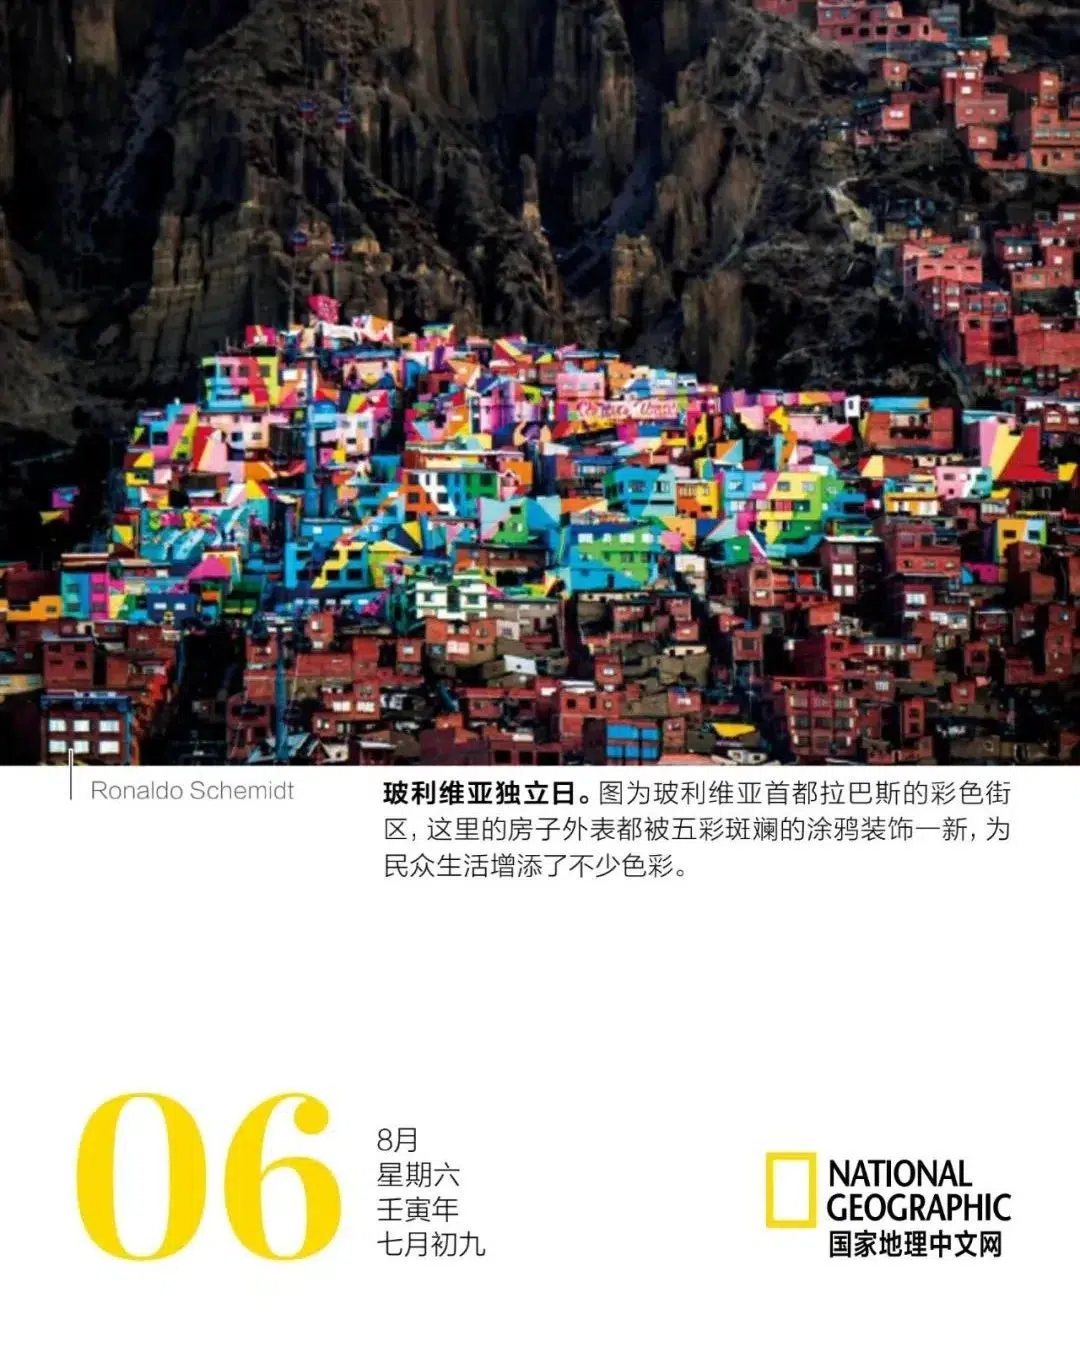 Ronaldo Schemidt
玻利维亚独立日。图为玻利维亚首都拉巴斯的彩色街
区，这里的房子外表都被五彩斑斓的涂鸦装饰一新，为
民众生活增添了不少色彩。
06
8月
星期六
壬寅年
七月初九
NATIONAL
GEOGRAPHIC
国家地理中文网